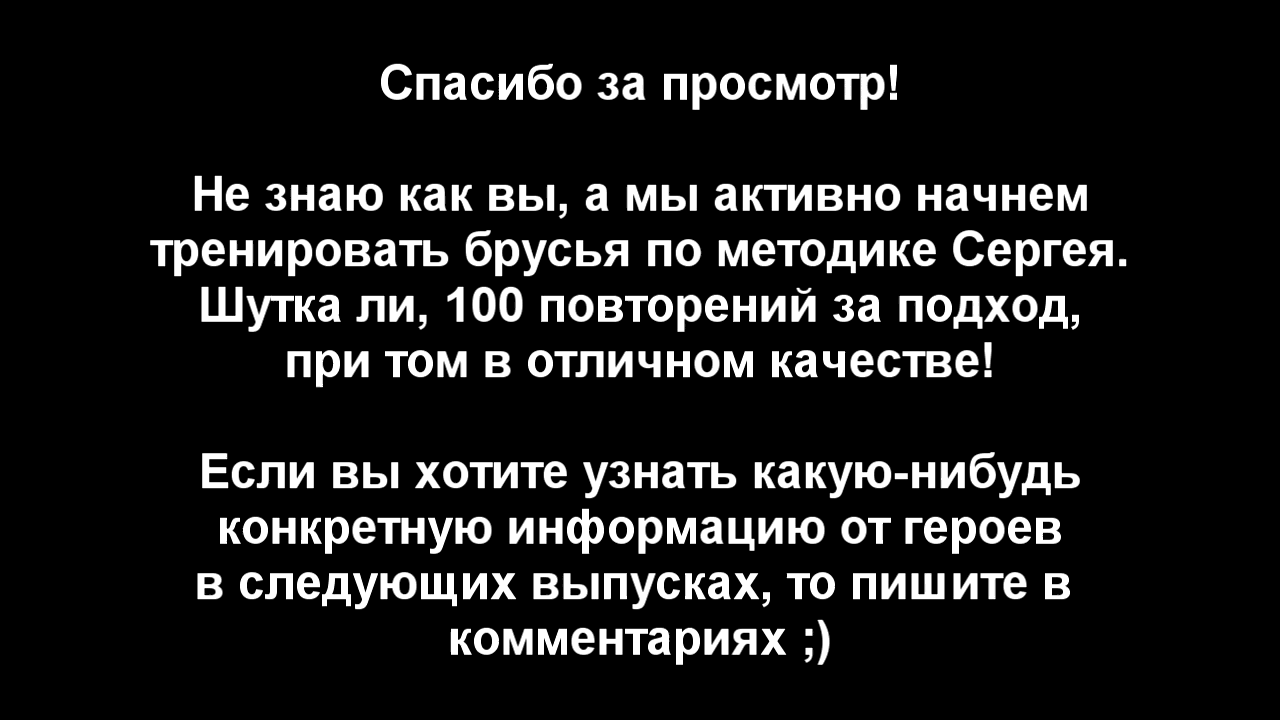 Спасибо за просмотр!
Не знаю как вы, а мы активно начнем
тренировать брусья по методике Сергея.
Шутка ли, 100 повторений за подход,
при том в отличном качестве!
Если вы хотите узнать какую-нибудь
конкретную информацию от героев
в следующих выпусках, то пишите в
комментариях ;)